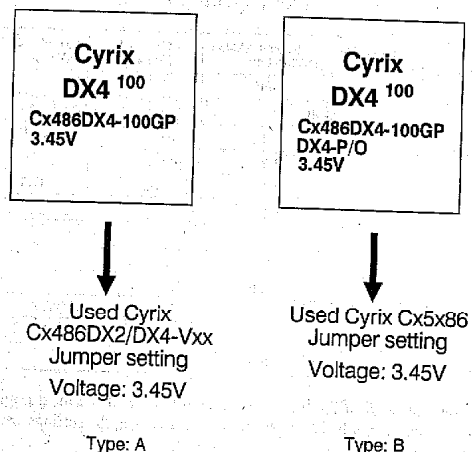 Cyrix
DX4 100
Cx486DX4-100GP
3.45V
Used Cyrix
Cx486DX2/DX4-Vxx
Jumper setting
Voltage: 3.45V
Type: A
Cyrix
DX4 100
Cx486DX4-100GP
DX4-P/O
3.45V
Used Cyrix Cx5x86
Jumper setting
Voltage: 3.45V
Type: B